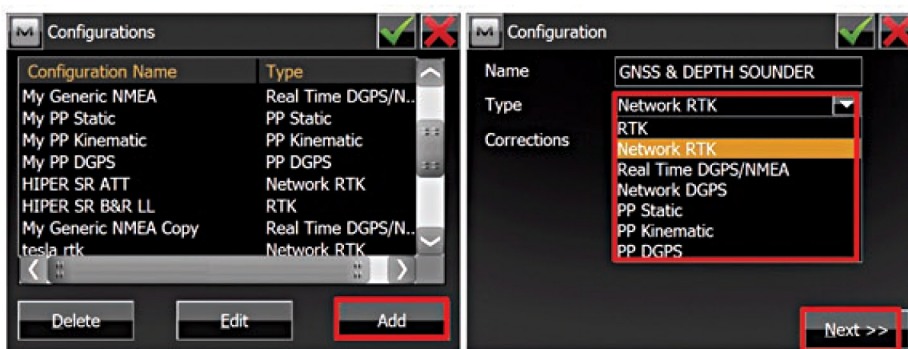 Configurations
Configuration Name Type
My Generic NMEA Real Time DGPS/N..
My PP Static PP Static
My PP Kinematic PP Kinematic
My PP DGPS PP DGPS
HIPER SR ATT Network RTK
HIPER SR B&R LL RTK
My Generic NMEA Copy Real Time DGPS/N..
tesla rtk Network RTK
Delete Edit Add
Configuration
Name GNSS & DEPTH SOUNDER
Type Network RTK
RTK
Corrections Network RTK
Real Time DGPS/NMEA
Network DGPS
PP Static
PP Kinematic
PP DGPS
Next >>